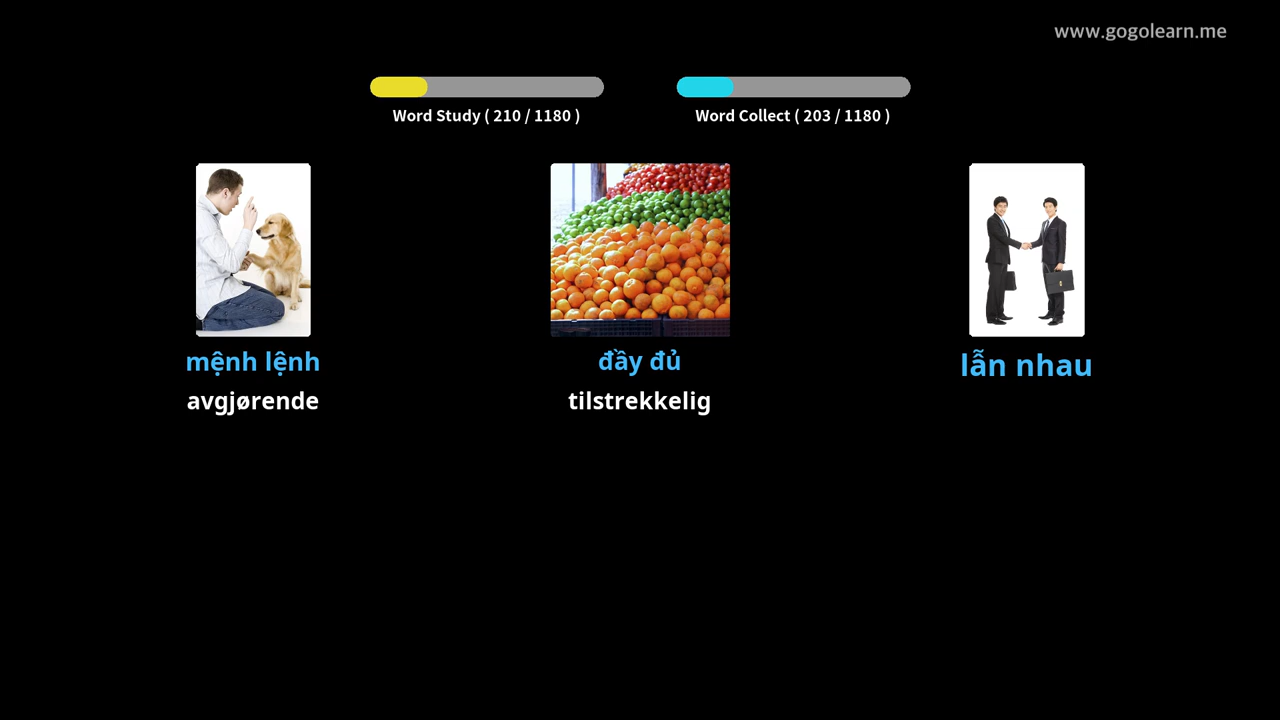 www.gogolearn.me
Word Study ( 210 / 1180 )
Word Collect ( 203 / 1180 )
mệnh lệnh
đầy đủ
lẫn nhau
avgjørende
tilstrekkelig